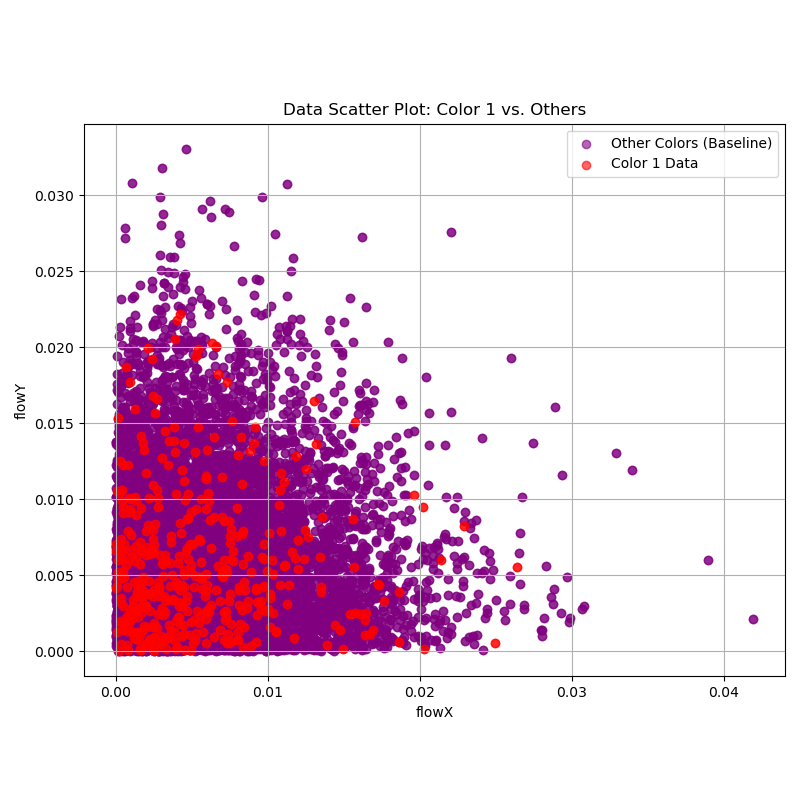 Data Scatter Plot: Color 1 vs. Others
Other Colors (Baseline)
Color 1 Data
flowY
0.030
0.025
0.020
0.015
0.010
0.005
0.000
0.00 0.01 0.02 0.03 0.04
flowX